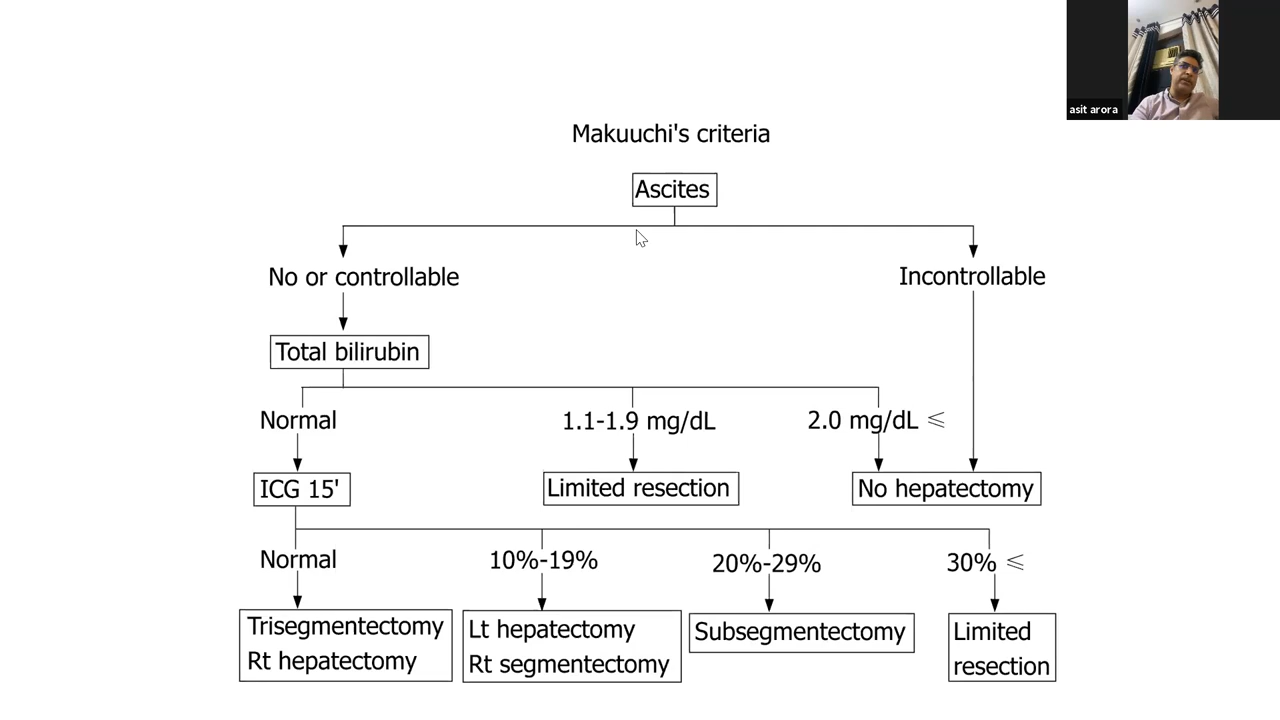 asit arora
Makuuchi's criteria
Ascites
No or controllable
Incontrollable
Total bilirubin
Normal
1.1-1.9 mg/dL
2.0 mg/dL ≤
ICG 15'
Limited resection
No hepatectomy
Normal
10%-19%
20%-29%
30% ≤
Trisegmentectomy
Rt hepatectomy
Lt hepatectomy
Rt segmentectomy
Subsegmentectomy
Limited
resection